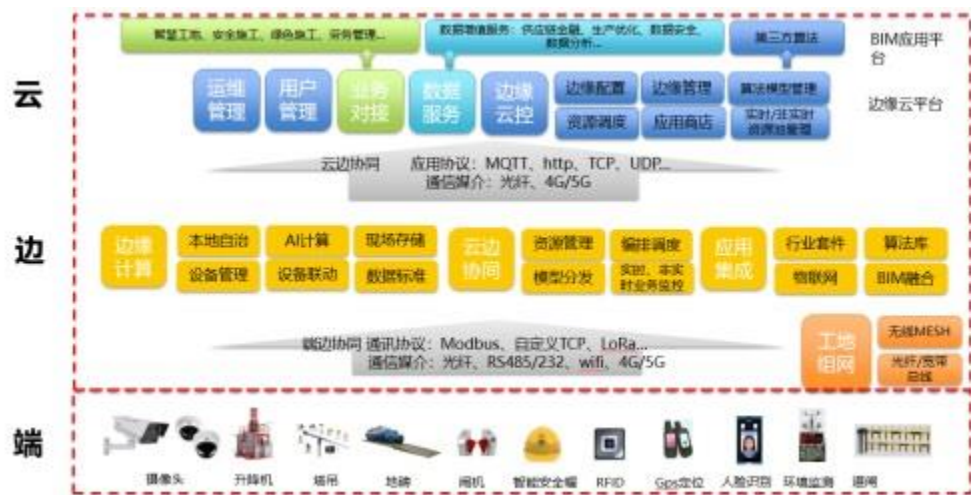 云
智慧工地、安全施工、绿色施工、劳务管理...
数据增值服务：供应链金融、生产优化、数据安全、
数据分析...
第三方算法
BIM应用平
台
运维
管理
用户
管理
业务
对接
数据
服务
边缘
云控
边缘配置
边缘管理
算法模型管理
资源调度
应用商店
实时/非实时
资源池管理
边缘云平台
云边协同 应用协议：MQTT、http、TCP、UDP...
通信媒介：光纤、4G/5G
边
边缘
计算
本地自治
AI计算
现场存储
设备管理
设备联动
数据标准
云边
协同
资源管理
编排调度
模型分发
实时、非实
时业务监控
应用
集成
行业套件
算法库
物联网
BIM融合
端边协同 通讯协议：Modbus、自定义TCP、LoRa...
通信媒介：光纤、RS485/232、wifi、4G/5G
工地
组网
无线MESH
光纤/宽带
总线
端
摄像头
升降机
塔吊
地磅
闸机
智能安全帽
RFID
Gps定位
人脸识别
环境监测
道闸